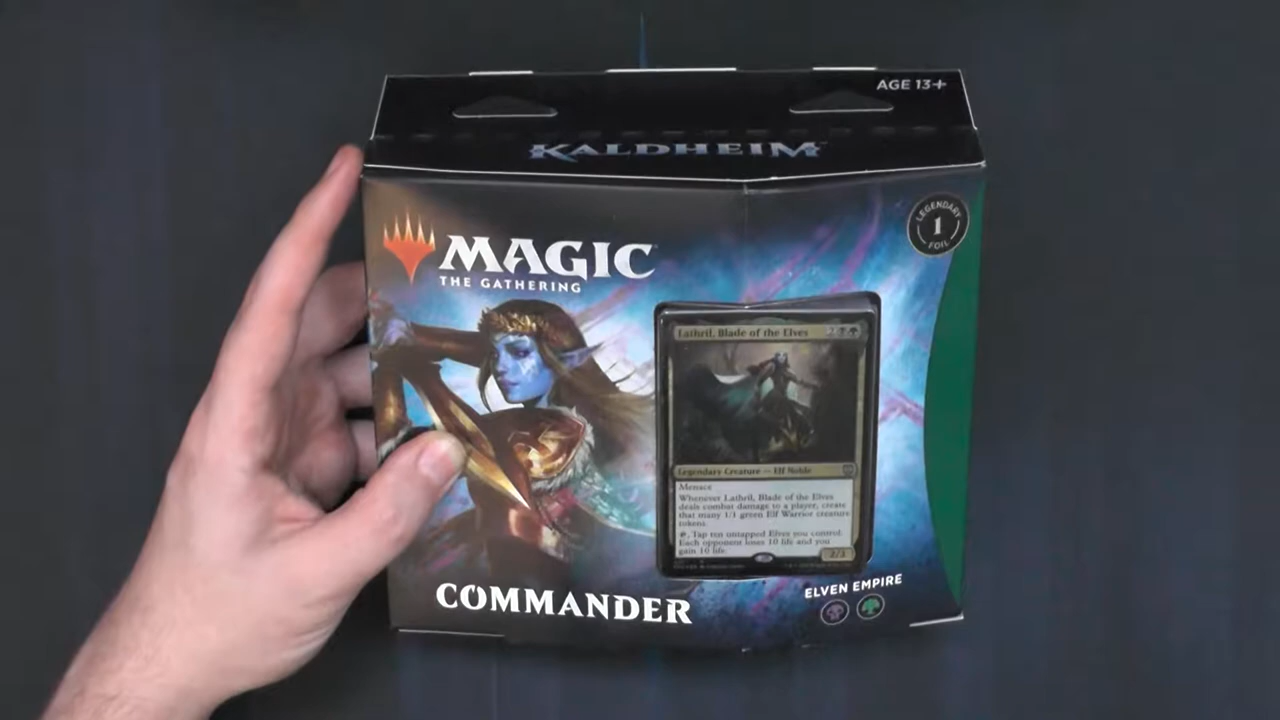 AGE 13+
KALDHEIM
LEGENDARY
1
FOIL
MAGIC
THE GATHERING
Lathril, Blade of the Elves
2
Legendary Creature — Elf Noble
Menace
Whenever Lathril, Blade of the Elves
deals combat damage to a player, create
that many 1/1 green Elf Warrior creature
tokens.
, Tap ten untapped Elves you control:
Each opponent loses 10 life and you
gain 10 life.
2/3
COMMANDER
ELVEN EMPIRE